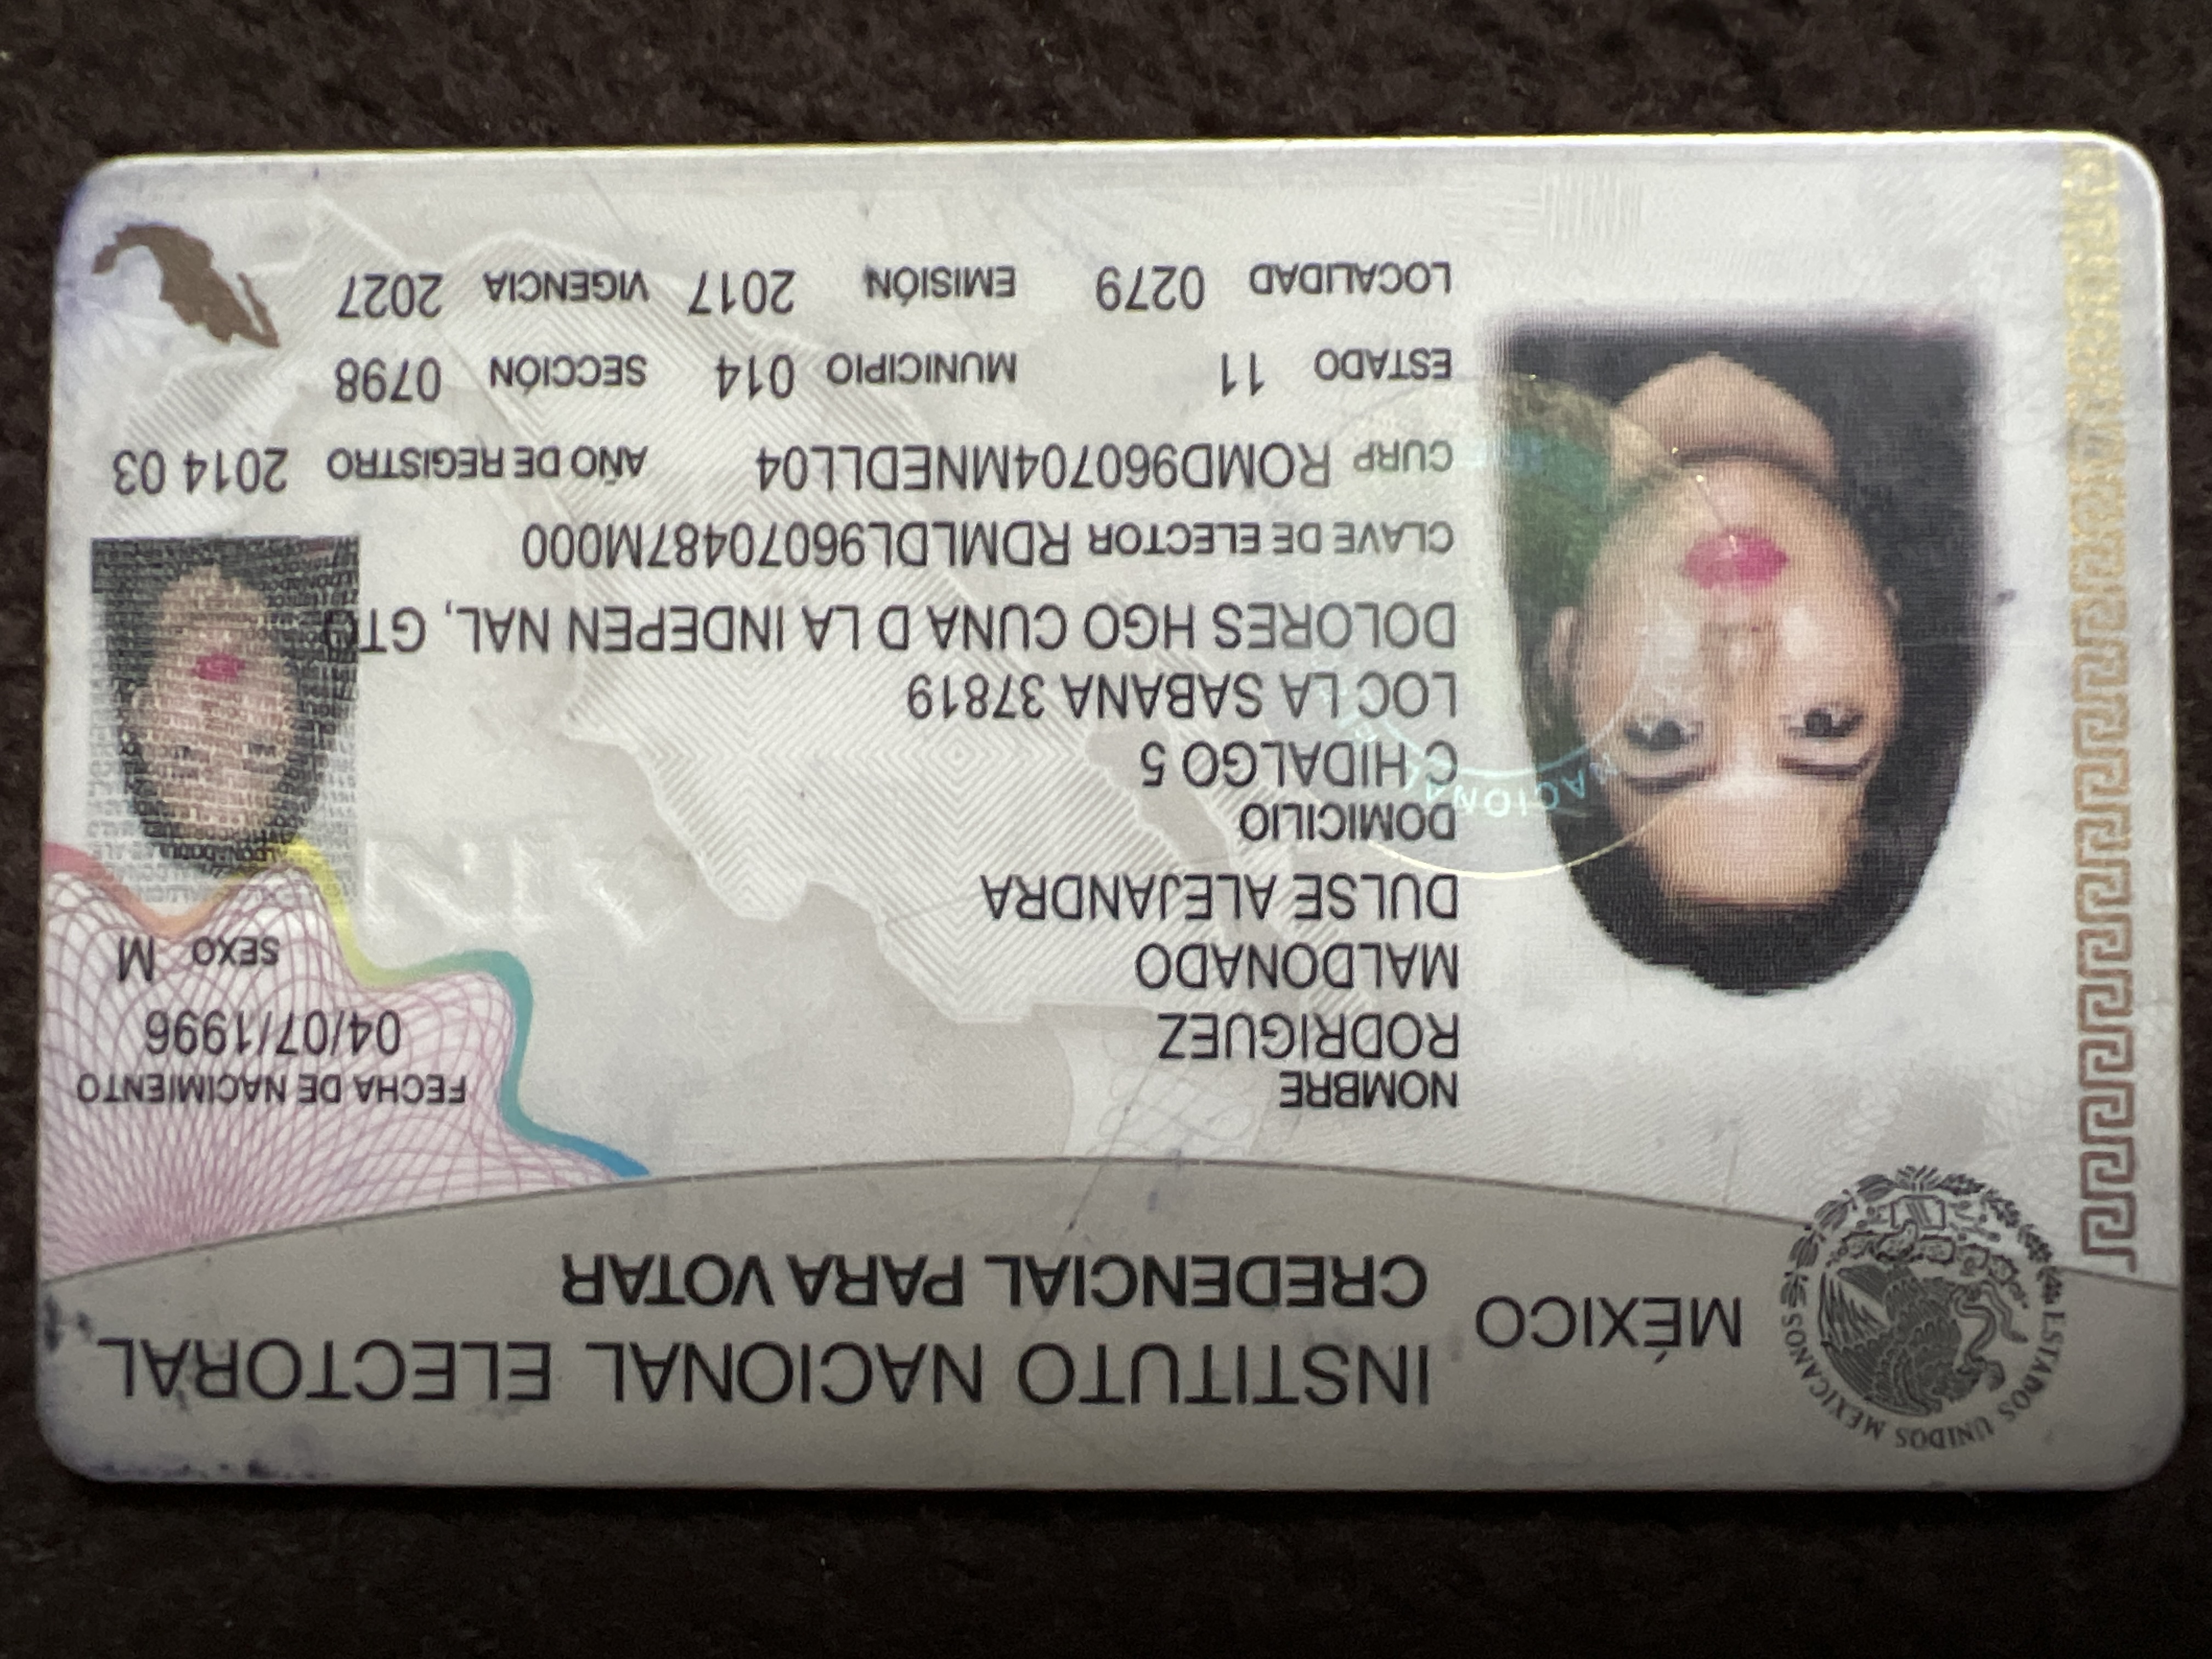 MÉXICO INSTITUTO NACIONAL ELECTORAL
CREDENCIAL PARA VOTAR
ESTADOS UNIDOS MEXICANOS
NOMBRE
RODRIGUEZ
MALDONADO
DULSE ALEJANDRA
FECHA DE NACIMIENTO
04/07/1996
SEXO M
DOMICILIO
C HIDALGO 5
LOC LA SABANA 37819
DOLORES HGO CUNA D LA INDEPEN NAL, GTO
CLAVE DE ELECTOR RDMLDL96070487M000
CURP ROMD960704MNEDLL04 AÑO DE REGISTRO 2014 03
ESTADO 11 MUNICIPIO 014 SECCIÓN 0798
LOCALIDAD 0279 EMISIÓN 2017 VIGENCIA 2027